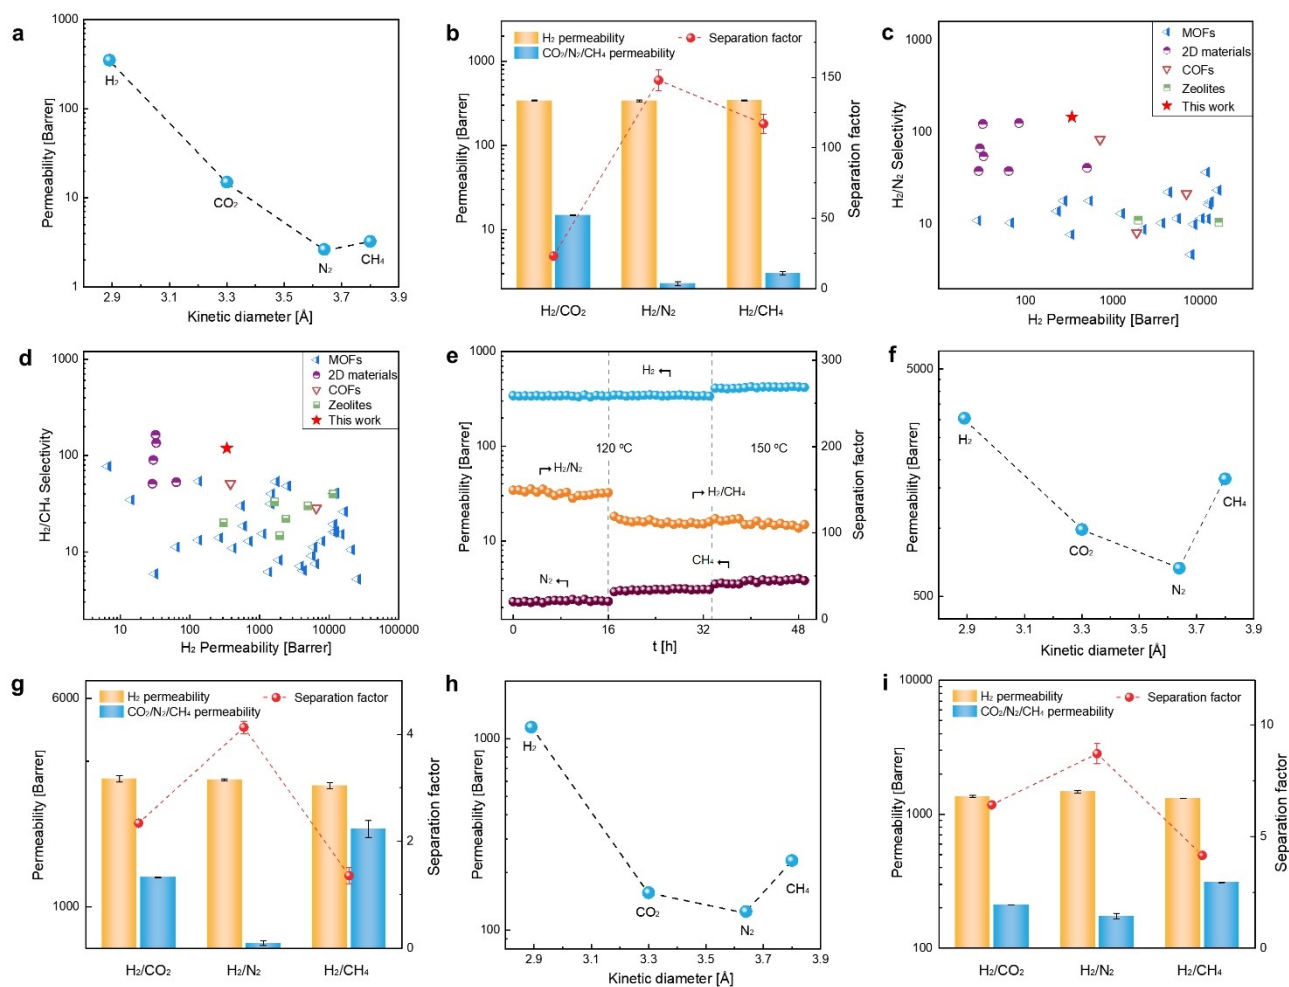 a
1000
100
10
1
Permeability [Barrer]
H₂
CO₂
N₂
CH₄
2.9 3.1 3.3 3.5 3.7 3.9
Kinetic diameter [Å]
b
H₂ permeability
CO₂/N₂/CH₄ permeability
Separation factor
1000
100
10
Permeability [Barrer]
150
100
50
0
Separation factor
H₂/CO₂ H₂/N₂ H₂/CH₄
c
MOFs
2D materials
COFs
Zeolites
This work
1000
100
10
H₂/N₂ Selectivity
100 1000 10000
H₂ Permeability [Barrer]
d
MOFs
2D materials
COFs
Zeolites
This work
1000
100
10
H₂/CH₄ Selectivity
10 100 1000 10000 100000
H₂ Permeability [Barrer]
e
1000
100
10
Permeability [Barrer]
H₂
120 ºC
150 ºC
H₂/N₂
H₂/CH₄
N₂
CH₄
300
200
100
0
Separation factor
0 16 32 48
t [h]
f
5000
500
Permeability [Barrer]
H₂
CO₂
N₂
CH₄
2.9 3.1 3.3 3.5 3.7 3.9
Kinetic diameter [Å]
g
H₂ permeability
CO₂/N₂/CH₄ permeability
Separation factor
6000
1000
Permeability [Barrer]
4
2
0
Separation factor
H₂/CO₂ H₂/N₂ H₂/CH₄
h
1000
100
Permeability [Barrer]
H₂
CO₂
N₂
CH₄
2.9 3.1 3.3 3.5 3.7 3.9
Kinetic diameter [Å]
i
H₂ permeability
CO₂/N₂/CH₄ permeability
Separation factor
10000
1000
100
Permeability [Barrer]
10
5
0
Separation factor
H₂/CO₂ H₂/N₂ H₂/CH₄